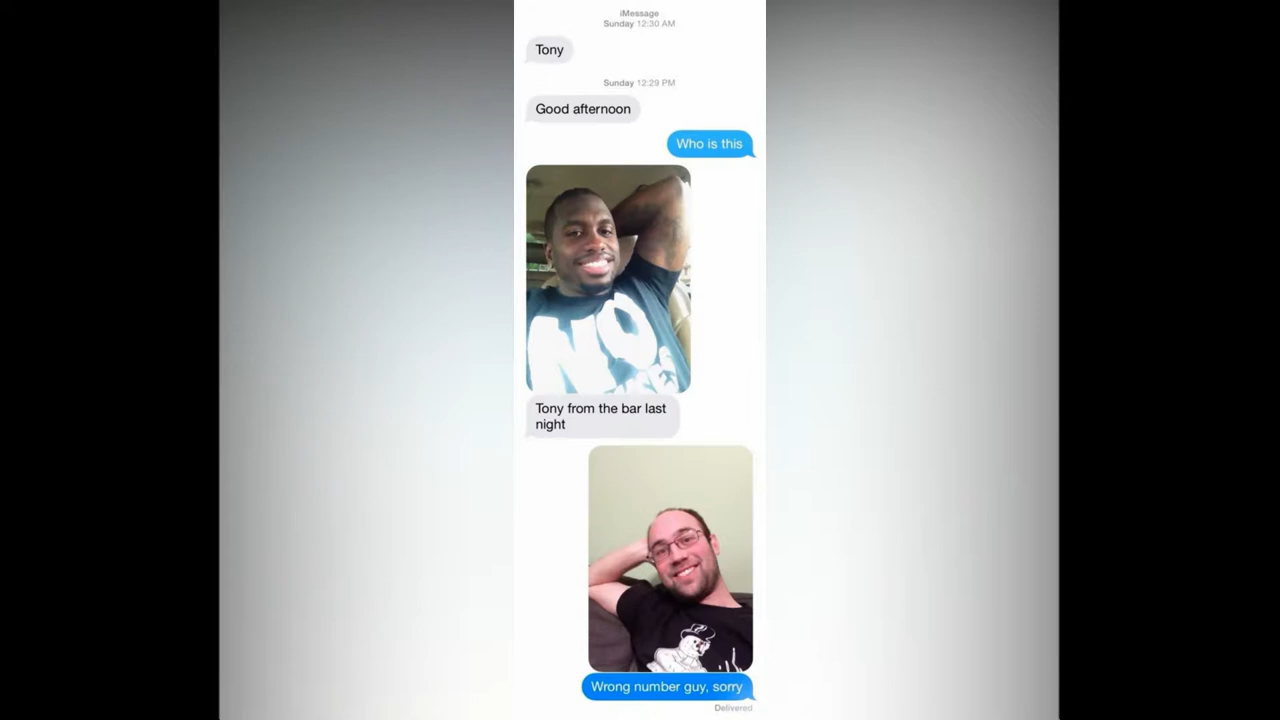 iMessage
Sunday 12:30 AM
Tony
Sunday 12:29 PM
Good afternoon
Who is this
NO
Tony from the bar last
night
Wrong number guy, sorry
Delivered